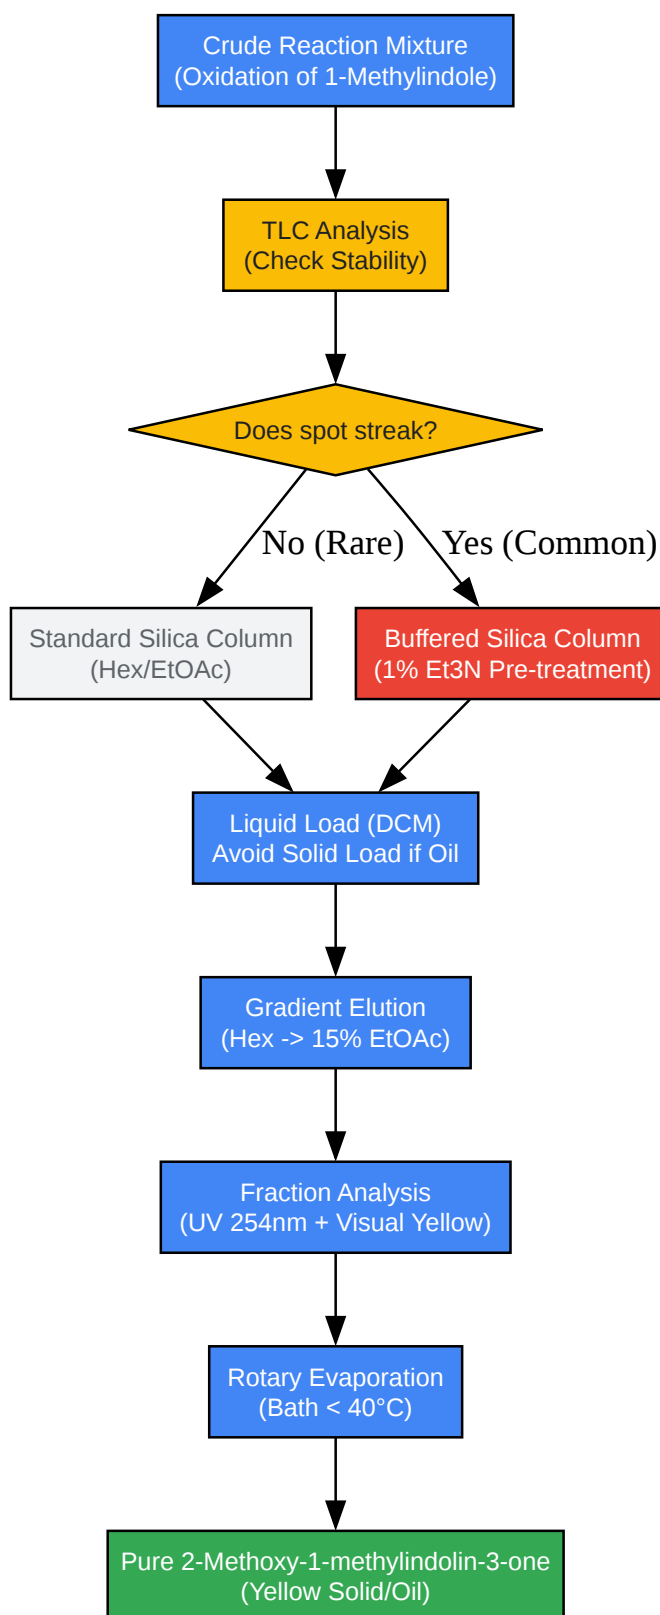 Crude Reaction Mixture
(Oxidation of 1-Methylindole)
TLC Analysis
(Check Stability)
Does spot streak?
No (Rare)
Yes (Common)
Standard Silica Column
(Hex/EtOAc)
Buffered Silica Column
(1% Et3N Pre-treatment)
Liquid Load (DCM)
Avoid Solid Load if Oil
Gradient Elution
(Hex -> 15% EtOAc)
Fraction Analysis
(UV 254nm + Visual Yellow)
Rotary Evaporation
(Bath < 40°C)
Pure 2-Methoxy-1-methylindolin-3-one
(Yellow Solid/Oil)